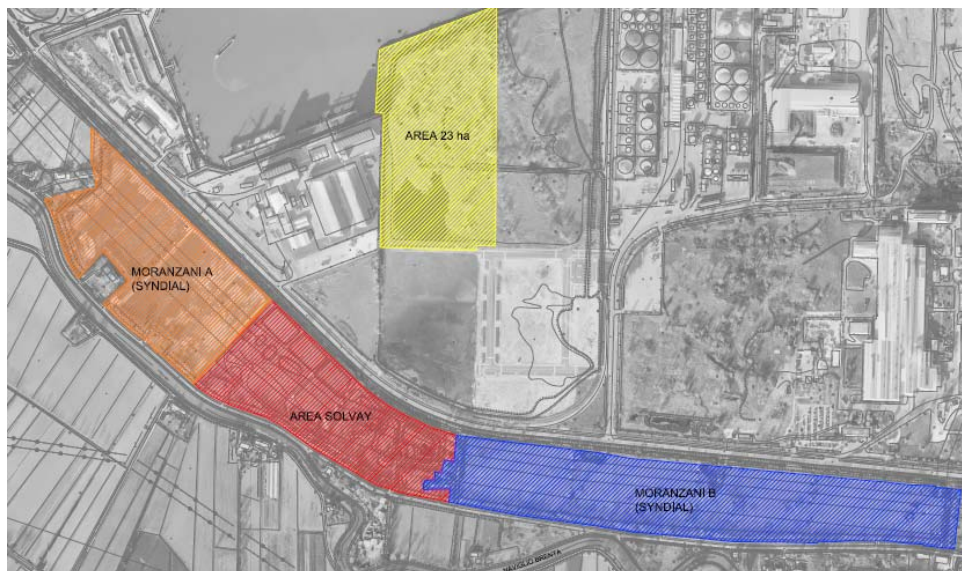 AREA 23 ha
MORANZANI A
(SYNDIAL)
AREA SOLVAY
MORANZANI B
(SYNDIAL)
NAVIGLIO BRENTA